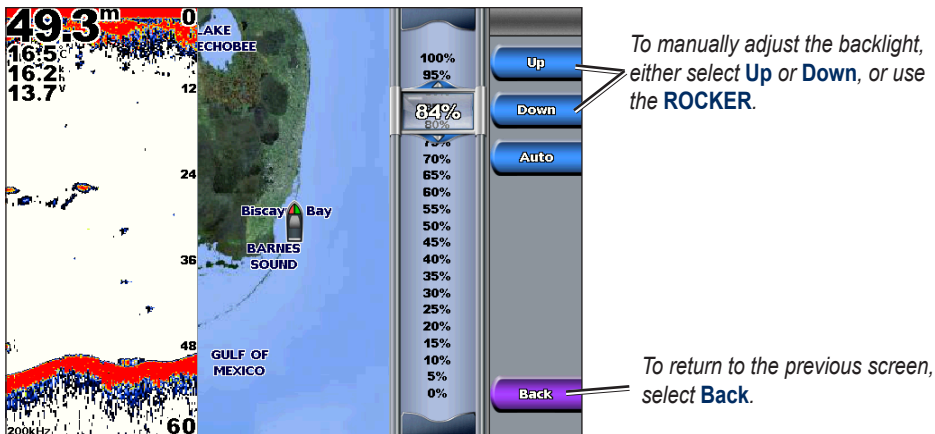 49.3m
16.5c
16.2k
h
13.7v
0
12
24
36
48
60
200kHz
LAKE
ECHOBEE
Biscay Bay
BARNES
SOUND
GULF OF
MEXICO
100%
95%
84%
80%
75%
70%
65%
60%
55%
50%
45%
40%
35%
30%
25%
20%
15%
10%
5%
0%
Up
Down
Auto
Back
To manually adjust the backlight,
either select Up or Down, or use
the ROCKER.
To return to the previous screen,
select Back.